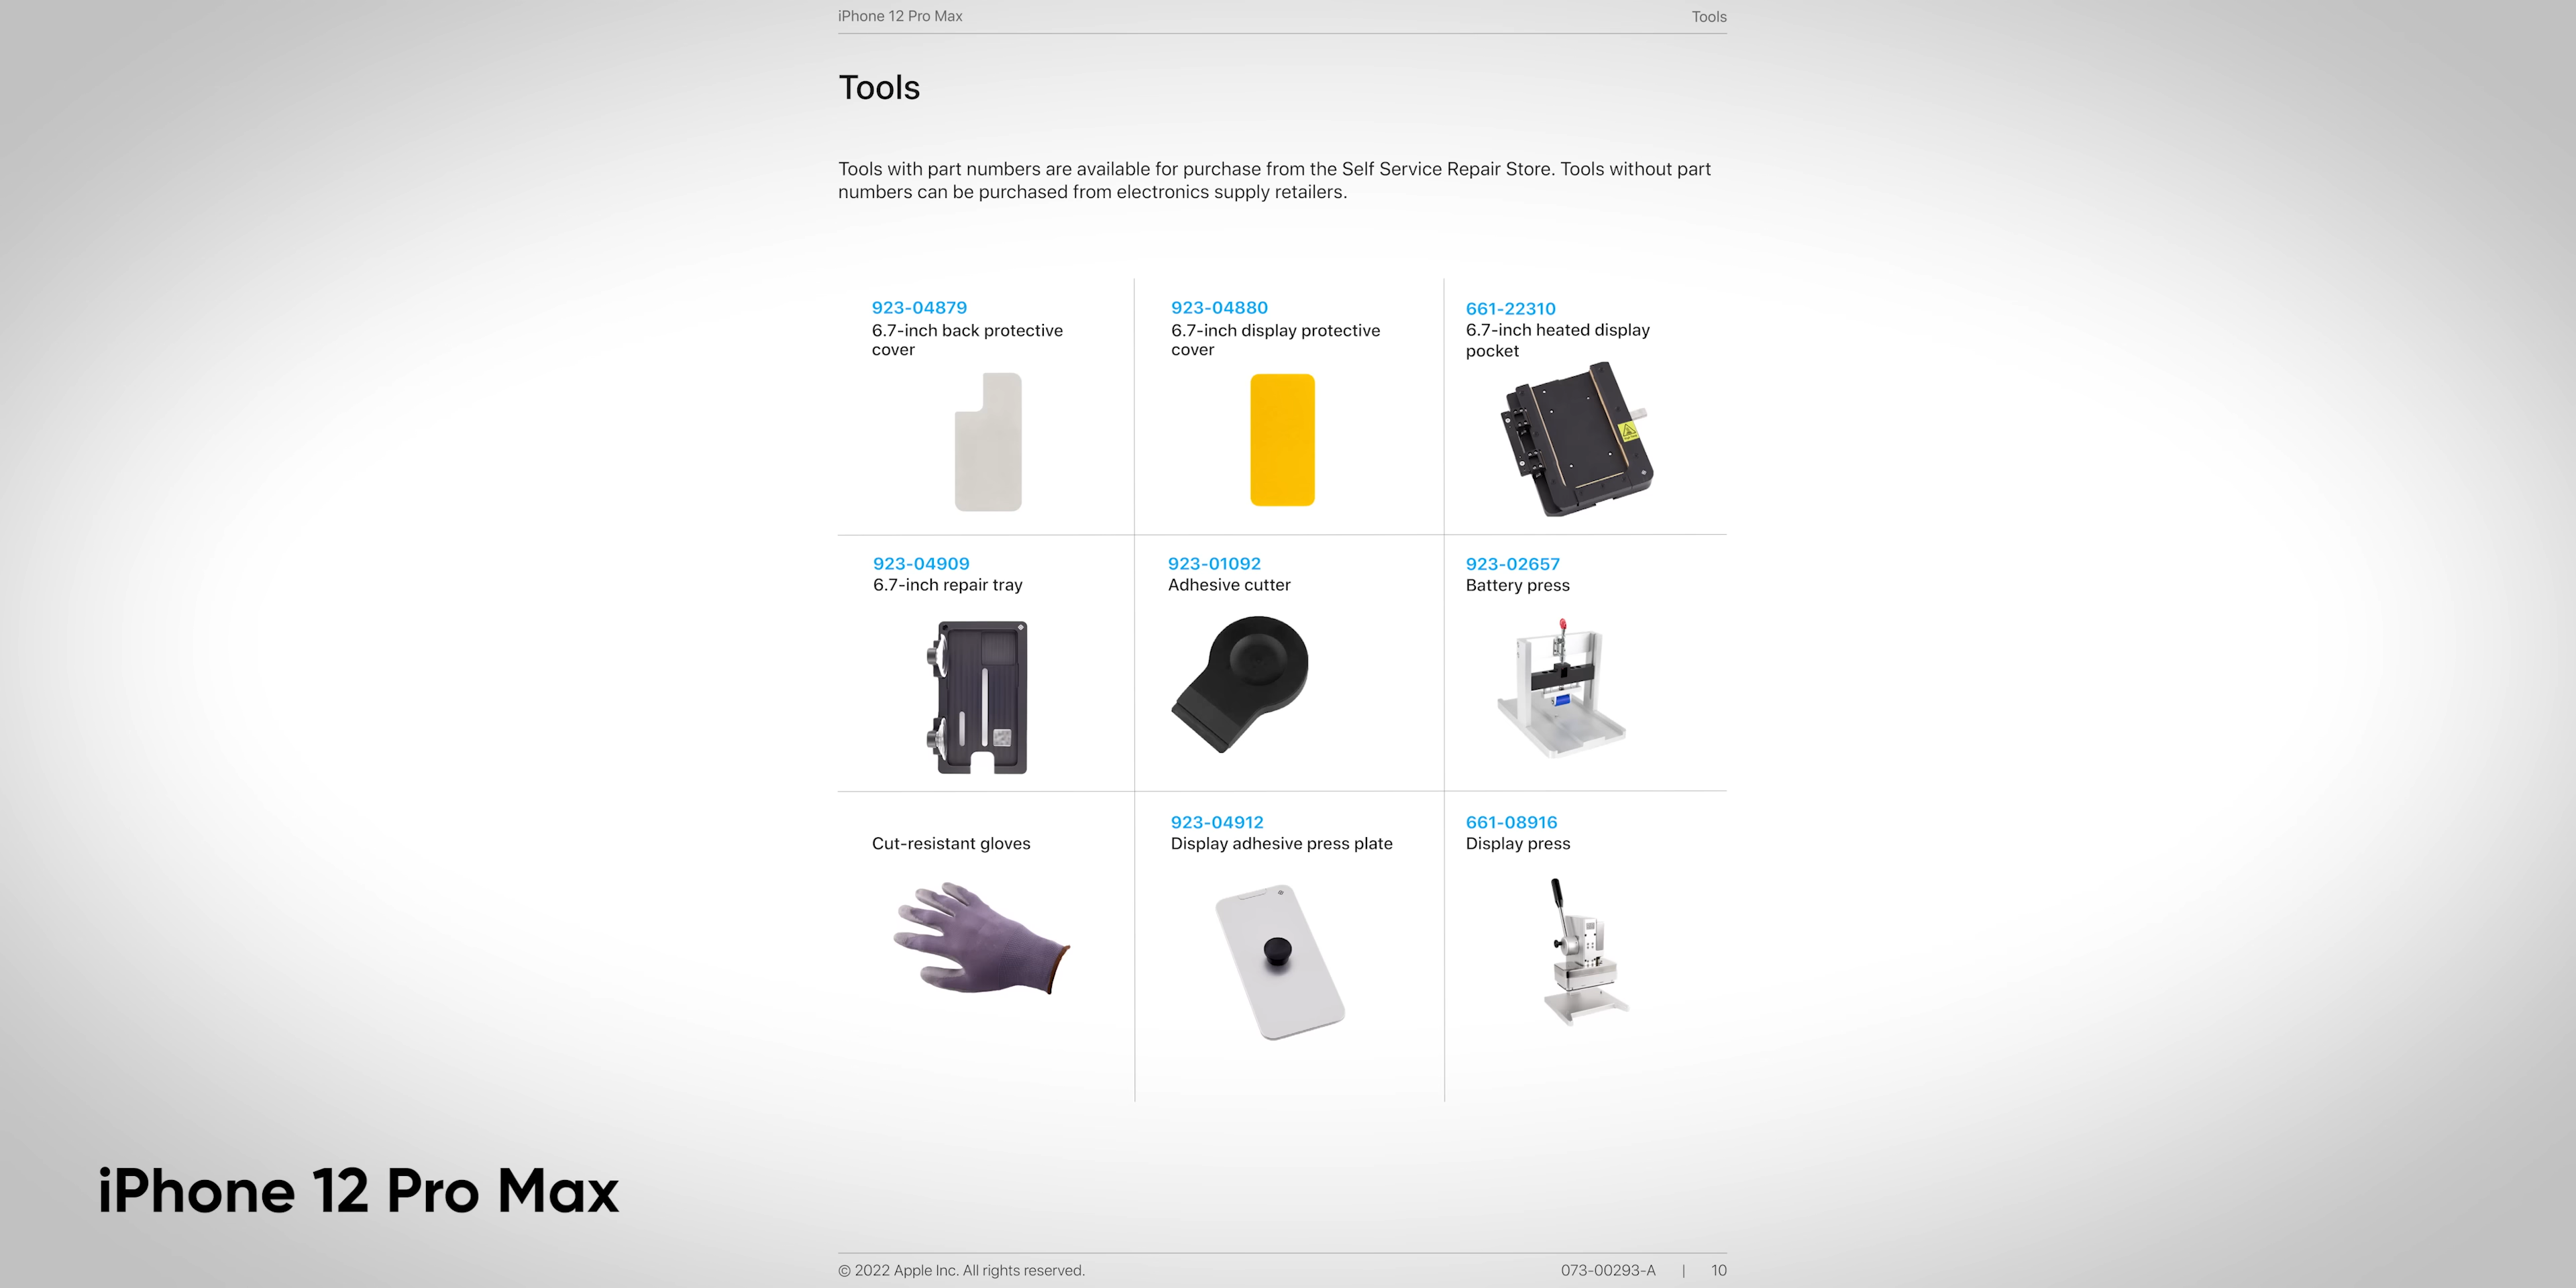 iPhone 12 Pro Max
Tools
Tools
Tools with part numbers are available for purchase from the Self Service Repair Store. Tools without part
numbers can be purchased from electronics supply retailers.
923-04879
6.7-inch back protective
cover
923-04880
6.7-inch display protective
cover
661-22310
6.7-inch heated display
pocket
923-04909
6.7-inch repair tray
923-01092
Adhesive cutter
923-02657
Battery press
Cut-resistant gloves
923-04912
Display adhesive press plate
661-08916
Display press
iPhone 12 Pro Max
© 2022 Apple Inc. All rights reserved.
073-00293-A | 10